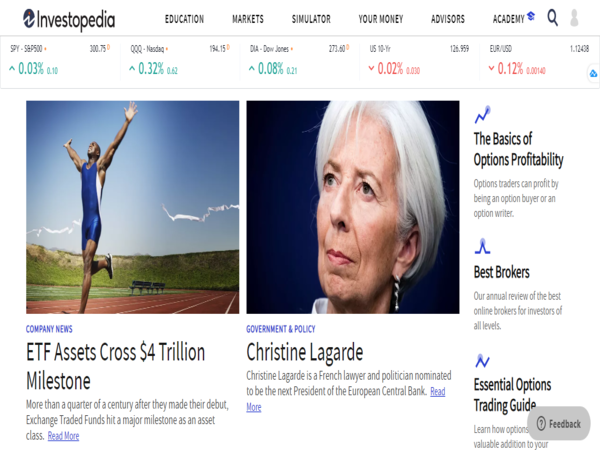 Investopedia
EDUCATION MARKETS SIMULATOR YOUR MONEY ADVISORS ACADEMY
SPY - S&P500 300.75 D QQQ - Nasdaq 194.15 D DIA - Dow Jones 273.60 D US 10-Yr 126.959 EUR/USD 1.12438
0.03% 0.10 0.32% 0.62 0.08% 0.21 0.02% 0.030 0.12% 0.00140
COMPANY NEWS
ETF Assets Cross $4 Trillion
Milestone
More than a quarter of a century after they made their debut,
Exchange Traded Funds hit a major milestone as an asset
class. Read More
GOVERNMENT & POLICY
Christine Lagarde
Christine Lagarde is a French lawyer and politician nominated
to be the next President of the European Central Bank. Read
More
The Basics of
Options Profitability
Options traders can profit by
being an option buyer or an
option writer.
Best Brokers
Our annual review of the best
online brokers for investors of
all levels.
Essential Options
Trading Guide
Learn how options
valuable addition to your
Feedback